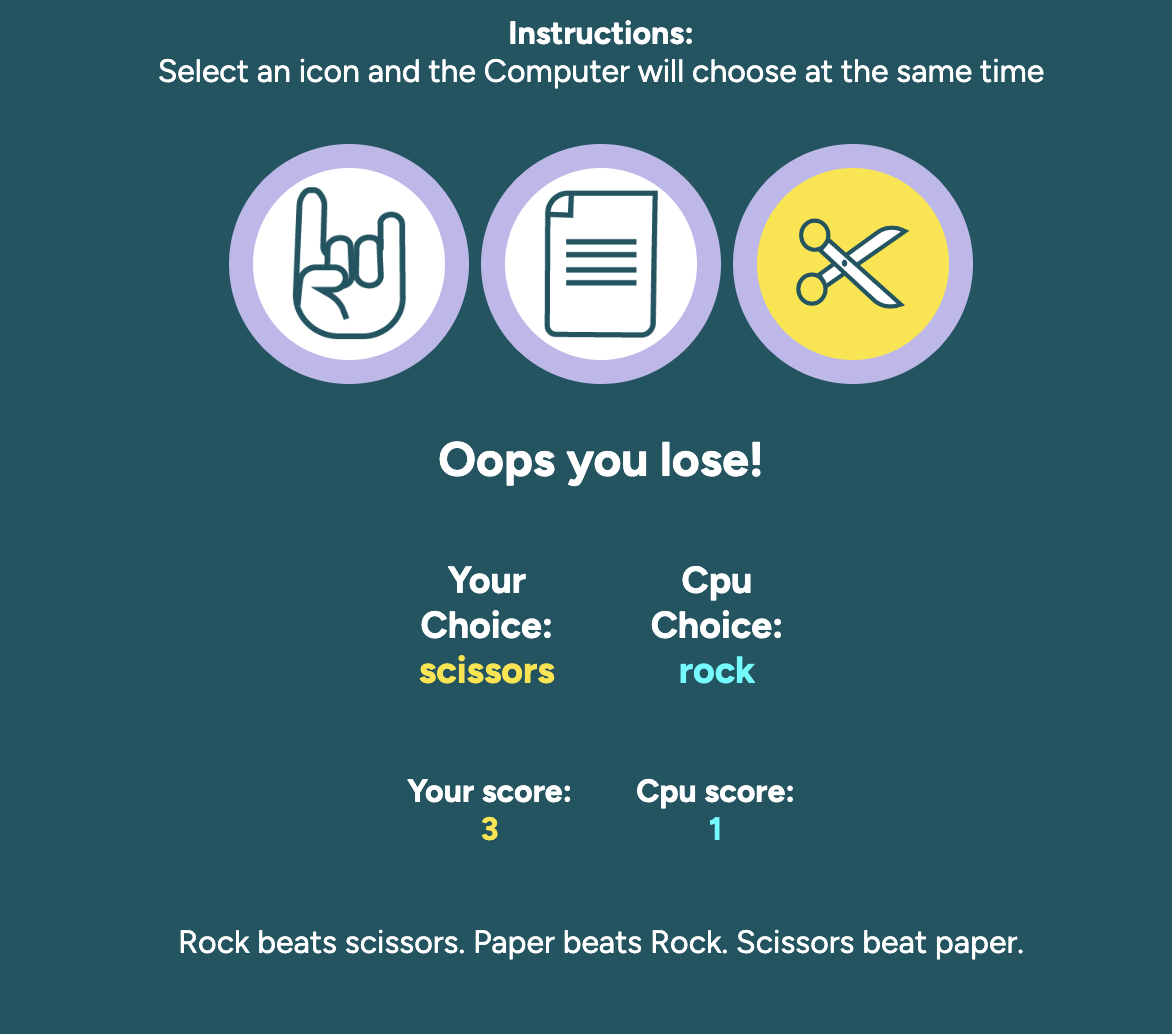 Instructions:
Select an icon and the Computer will choose at the same time
Oops you lose!
Your
Choice:
scissors
Cpu
Choice:
rock
Your score:
3
Cpu score:
1
Rock beats scissors. Paper beats Rock. Scissors beat paper.